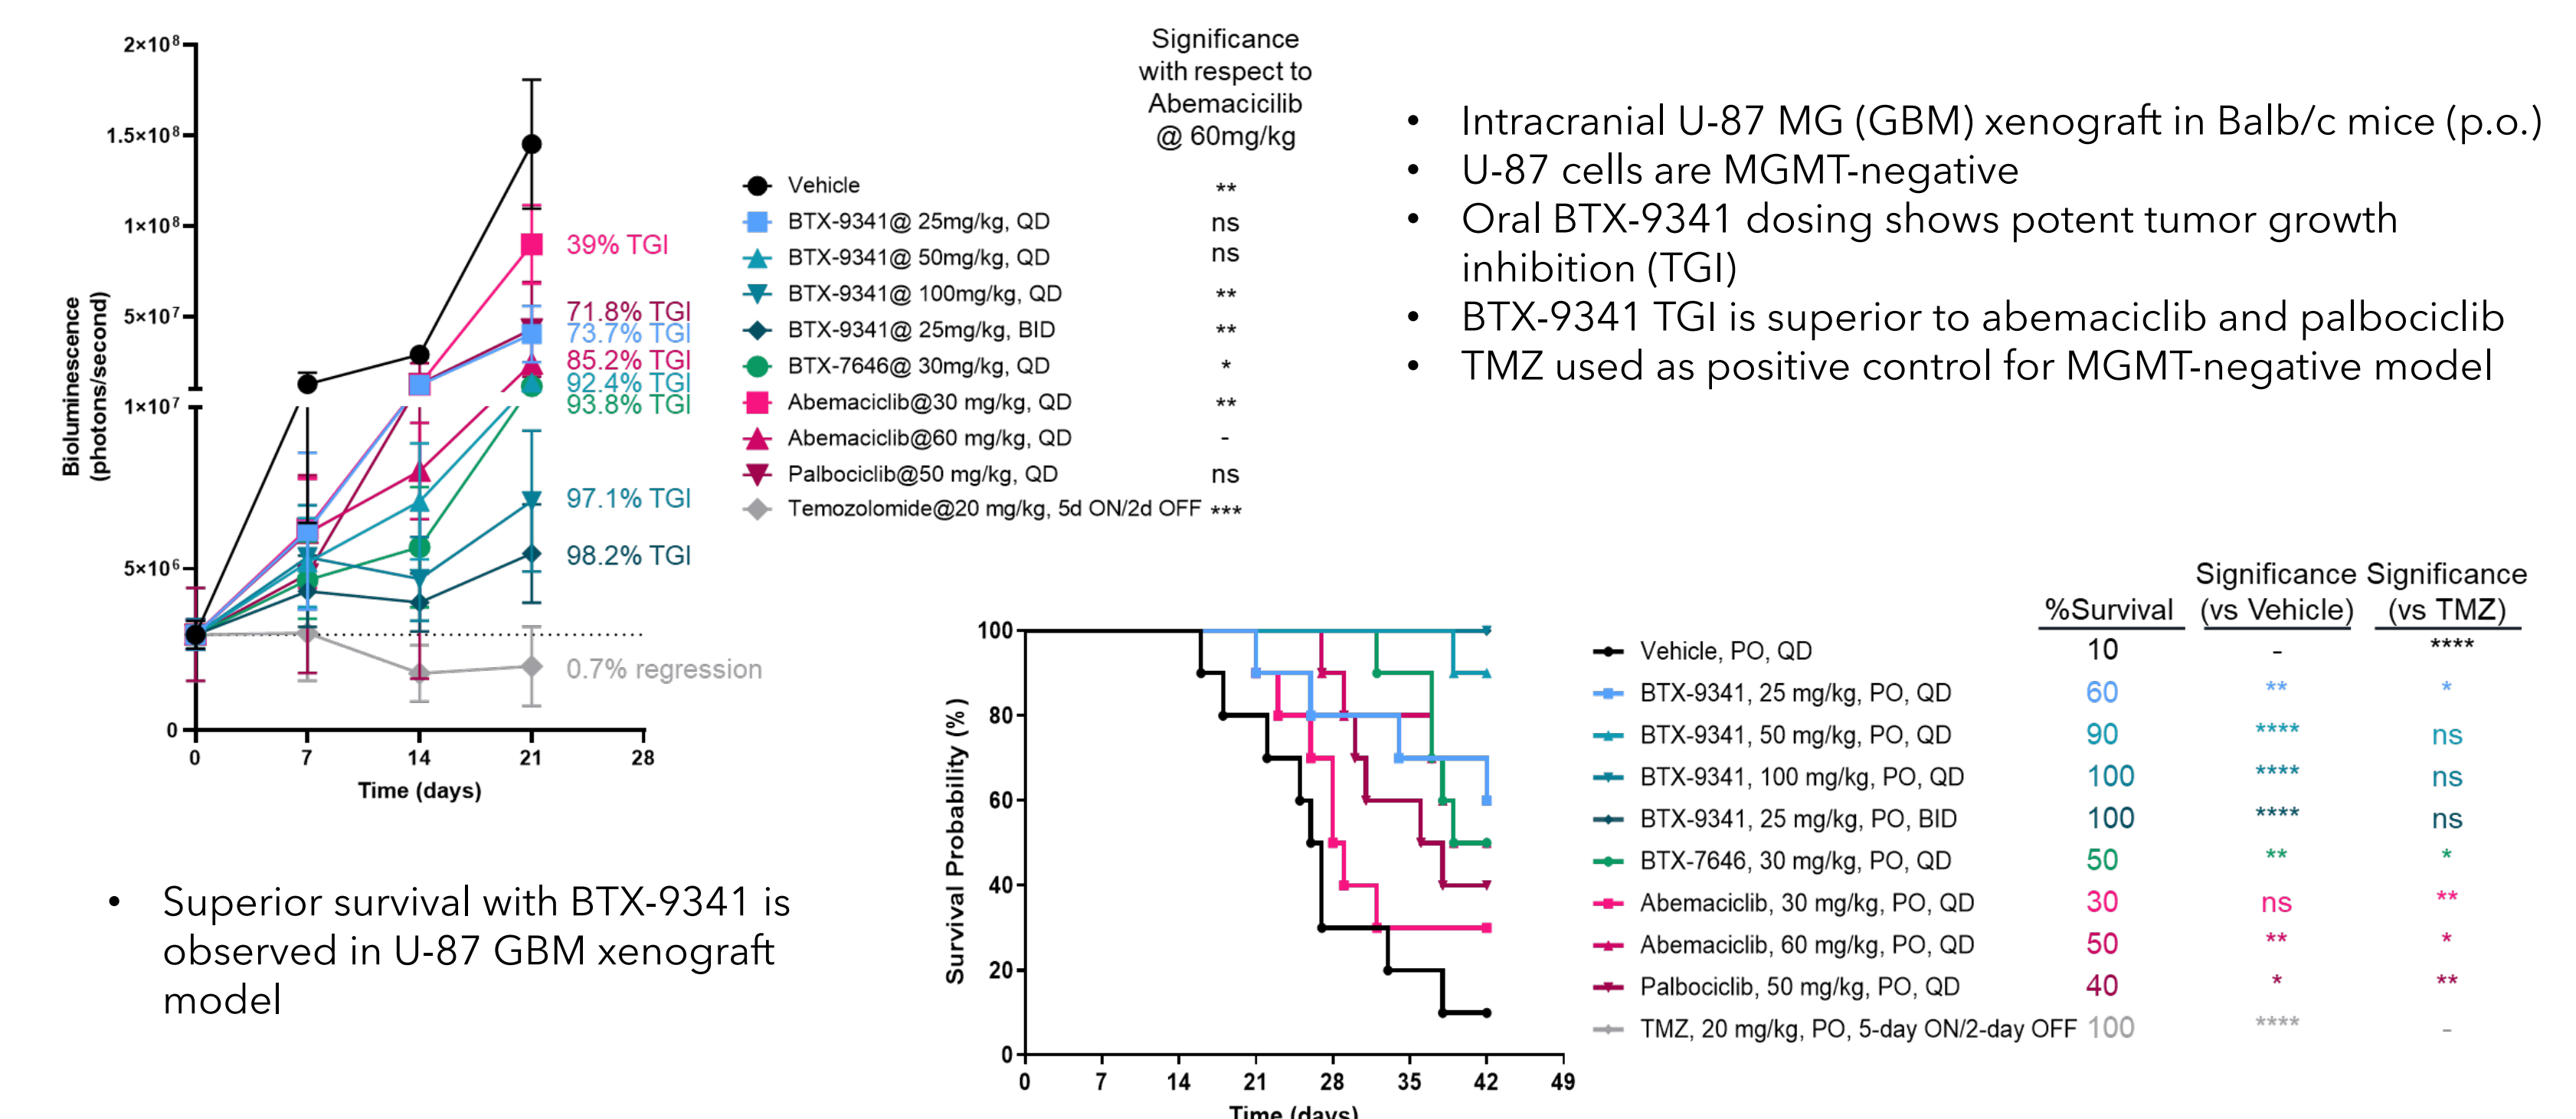 2×10⁸
1.5×10⁸
1×10⁸
5×10⁷
1×10⁷
5×10⁶
0
Bioluminescence
(photons/second)
0 7 14 21 28
Time (days)
39% TGI
71.8% TGI
73.7% TGI
85.2% TGI
92.4% TGI
93.8% TGI
97.1% TGI
98.2% TGI
0.7% regression
Significance
with respect to
Abemacicilib
@ 60mg/kg
Vehicle **
BTX-9341@ 25mg/kg, QD ns
BTX-9341@ 50mg/kg, QD ns
BTX-9341@ 100mg/kg, QD **
BTX-9341@ 25mg/kg, BID **
BTX-7646@ 30mg/kg, QD *
Abemaciclib@30 mg/kg, QD **
Abemaciclib@60 mg/kg, QD -
Palbociclib@50 mg/kg, QD ns
Temozolomide@20 mg/kg, 5d ON/2d OFF ***
• Intracranial U-87 MG (GBM) xenograft in Balb/c mice (p.o.)
• U-87 cells are MGMT-negative
• Oral BTX-9341 dosing shows potent tumor growth
inhibition (TGI)
• BTX-9341 TGI is superior to abemaciclib and palbociclib
• TMZ used as positive control for MGMT-negative model
• Superior survival with BTX-9341 is
observed in U-87 GBM xenograft
model
100
80
60
40
20
0
Survival Probability (%)
0 7 14 21 28 35 42 49
Time (days)
%Survival Significance (vs Vehicle) Significance (vs TMZ)
Vehicle, PO, QD 10 - ****
BTX-9341, 25 mg/kg, PO, QD 60 ** *
BTX-9341, 50 mg/kg, PO, QD 90 **** ns
BTX-9341, 100 mg/kg, PO, QD 100 **** ns
BTX-9341, 25 mg/kg, PO, BID 100 **** ns
BTX-7646, 30 mg/kg, PO, QD 50 ** *
Abemaciclib, 30 mg/kg, PO, QD 30 ns **
Abemaciclib, 60 mg/kg, PO, QD 50 ** *
Palbociclib, 50 mg/kg, PO, QD 40 * **
TMZ, 20 mg/kg, PO, 5-day ON/2-day OFF 100 **** -